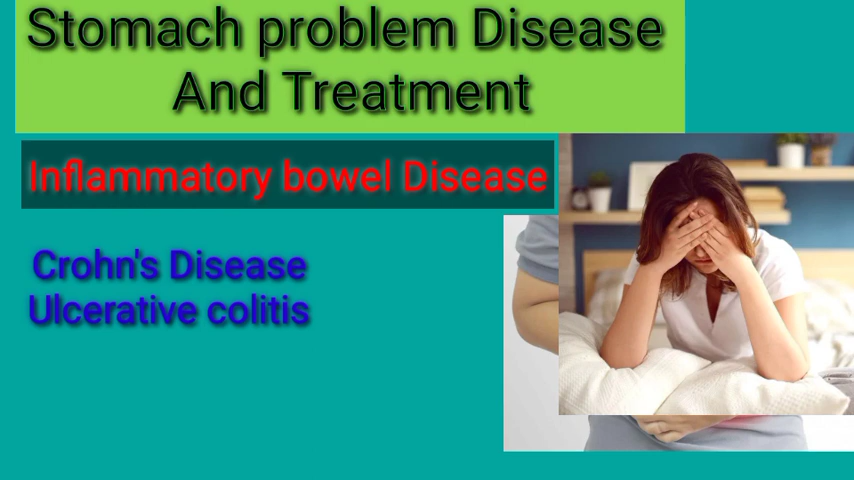 Stomach problem Disease
And Treatment
Inflammatory bowel Disease
Crohn's Disease
Ulcerative colitis